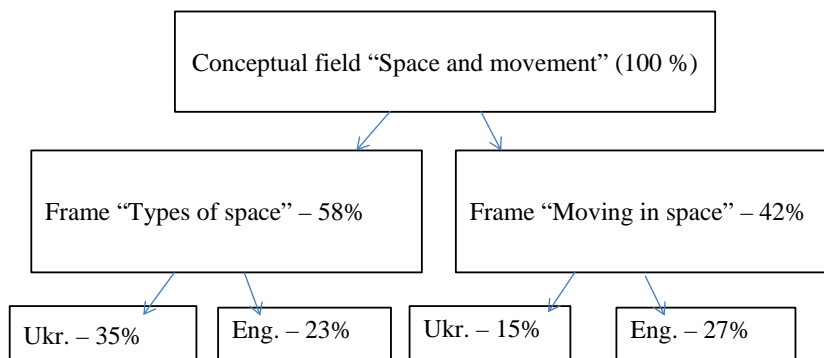 Conceptual field “Space and movement” (100 %)
Frame “Types of space” – 58%
Frame “Moving in space” – 42%
Ukr. – 35%
Eng. – 23%
Ukr. – 15%
Eng. – 27%